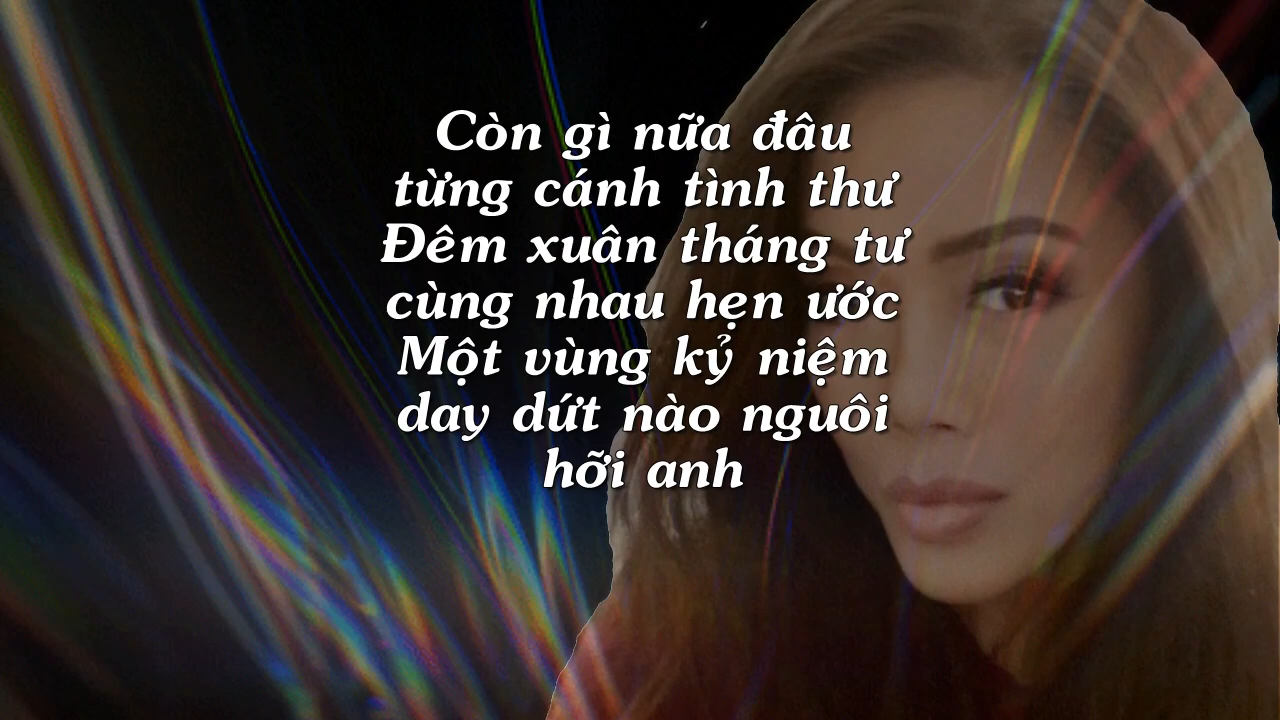 Còn gì nữa đâu
từng cánh tình thư
Đêm xuân tháng tư
cùng nhau hẹn ước
Một vùng kỷ niệm
day dứt nào nguôi
hỡi anh